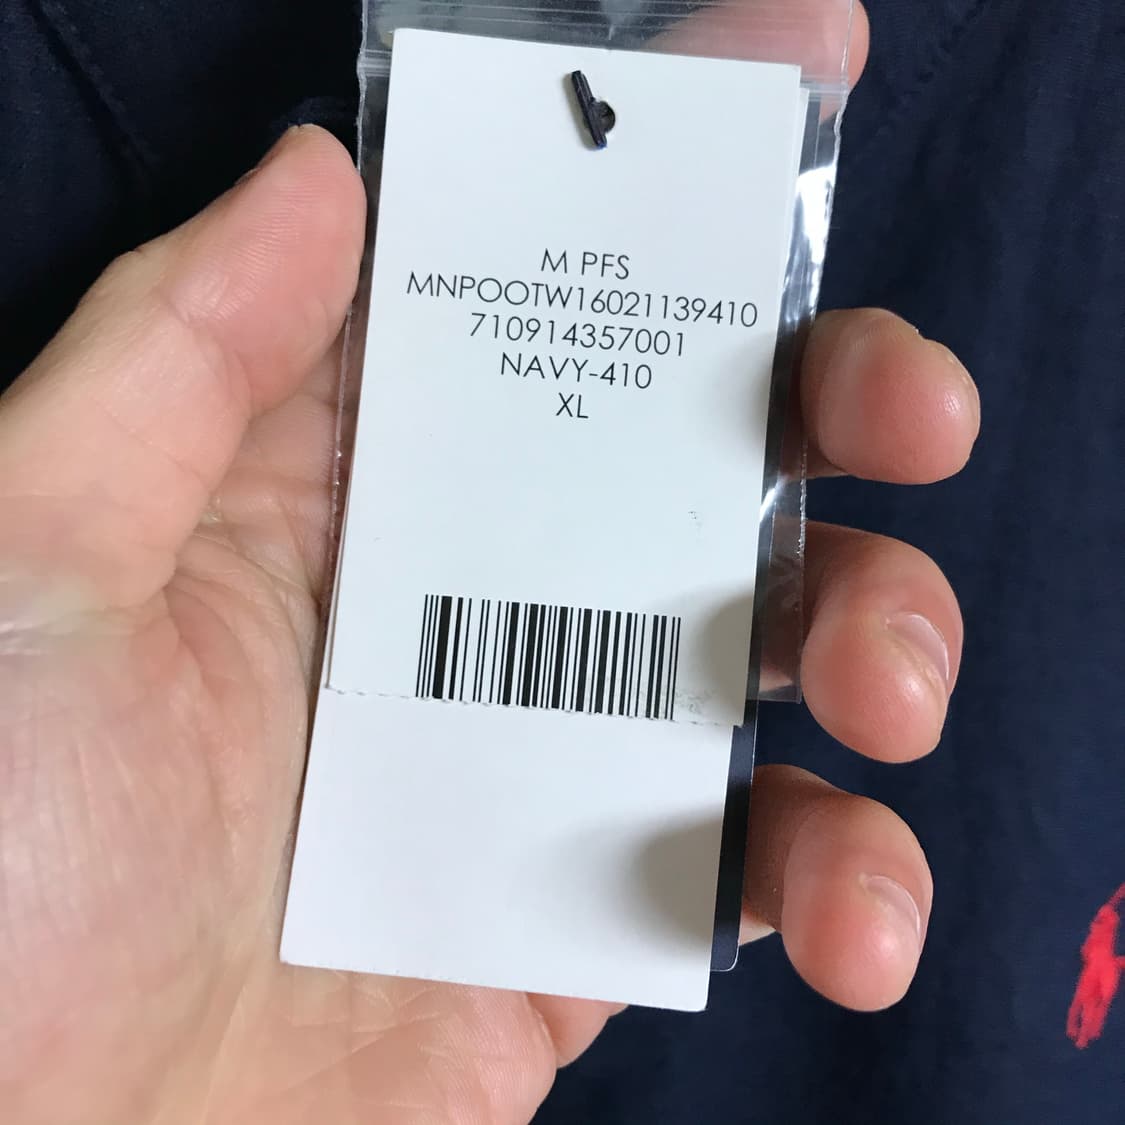 M PFS
MNPOOTW16021139410
710914357001
NAVY-410
XL